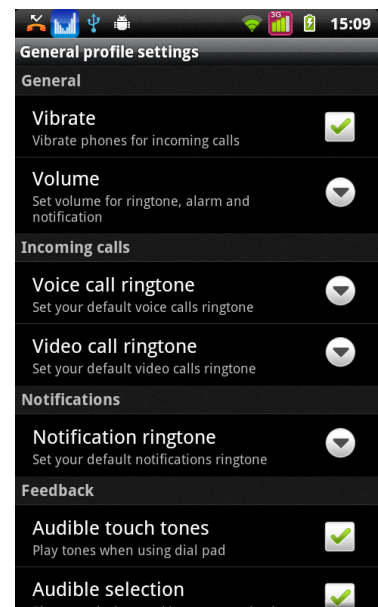 3G
15:09
General profile settings
General
Vibrate
Vibrate phones for incoming calls
Volume
Set volume for ringtone, alarm and
notification
Incoming calls
Voice call ringtone
Set your default voice calls ringtone
Video call ringtone
Set your default video calls ringtone
Notifications
Notification ringtone
Set your default notifications ringtone
Feedback
Audible touch tones
Play tones when using dial pad
Audible selection